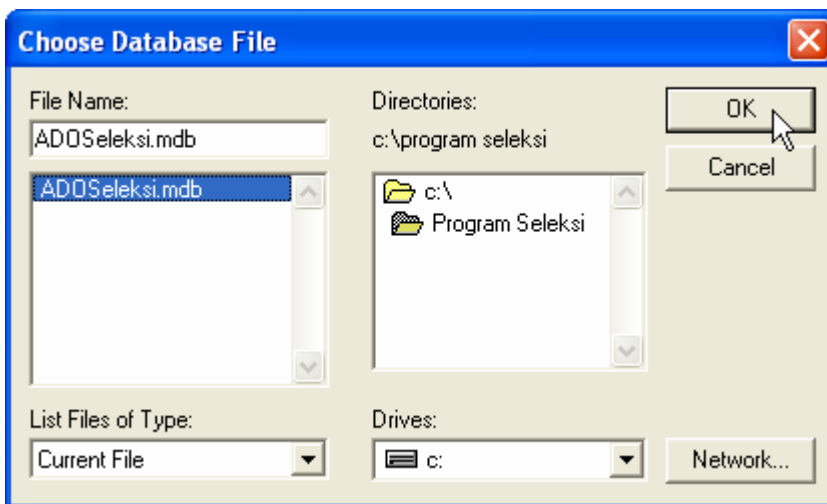 Choose Database File
File Name:
ADOSeleksi.mdb
ADOSeleksi.mdb
List Files of Type:
Current File
Directories:
c:\program seleksi
c:\
Program Seleksi
Drives:
c:
OK
Cancel
Network...